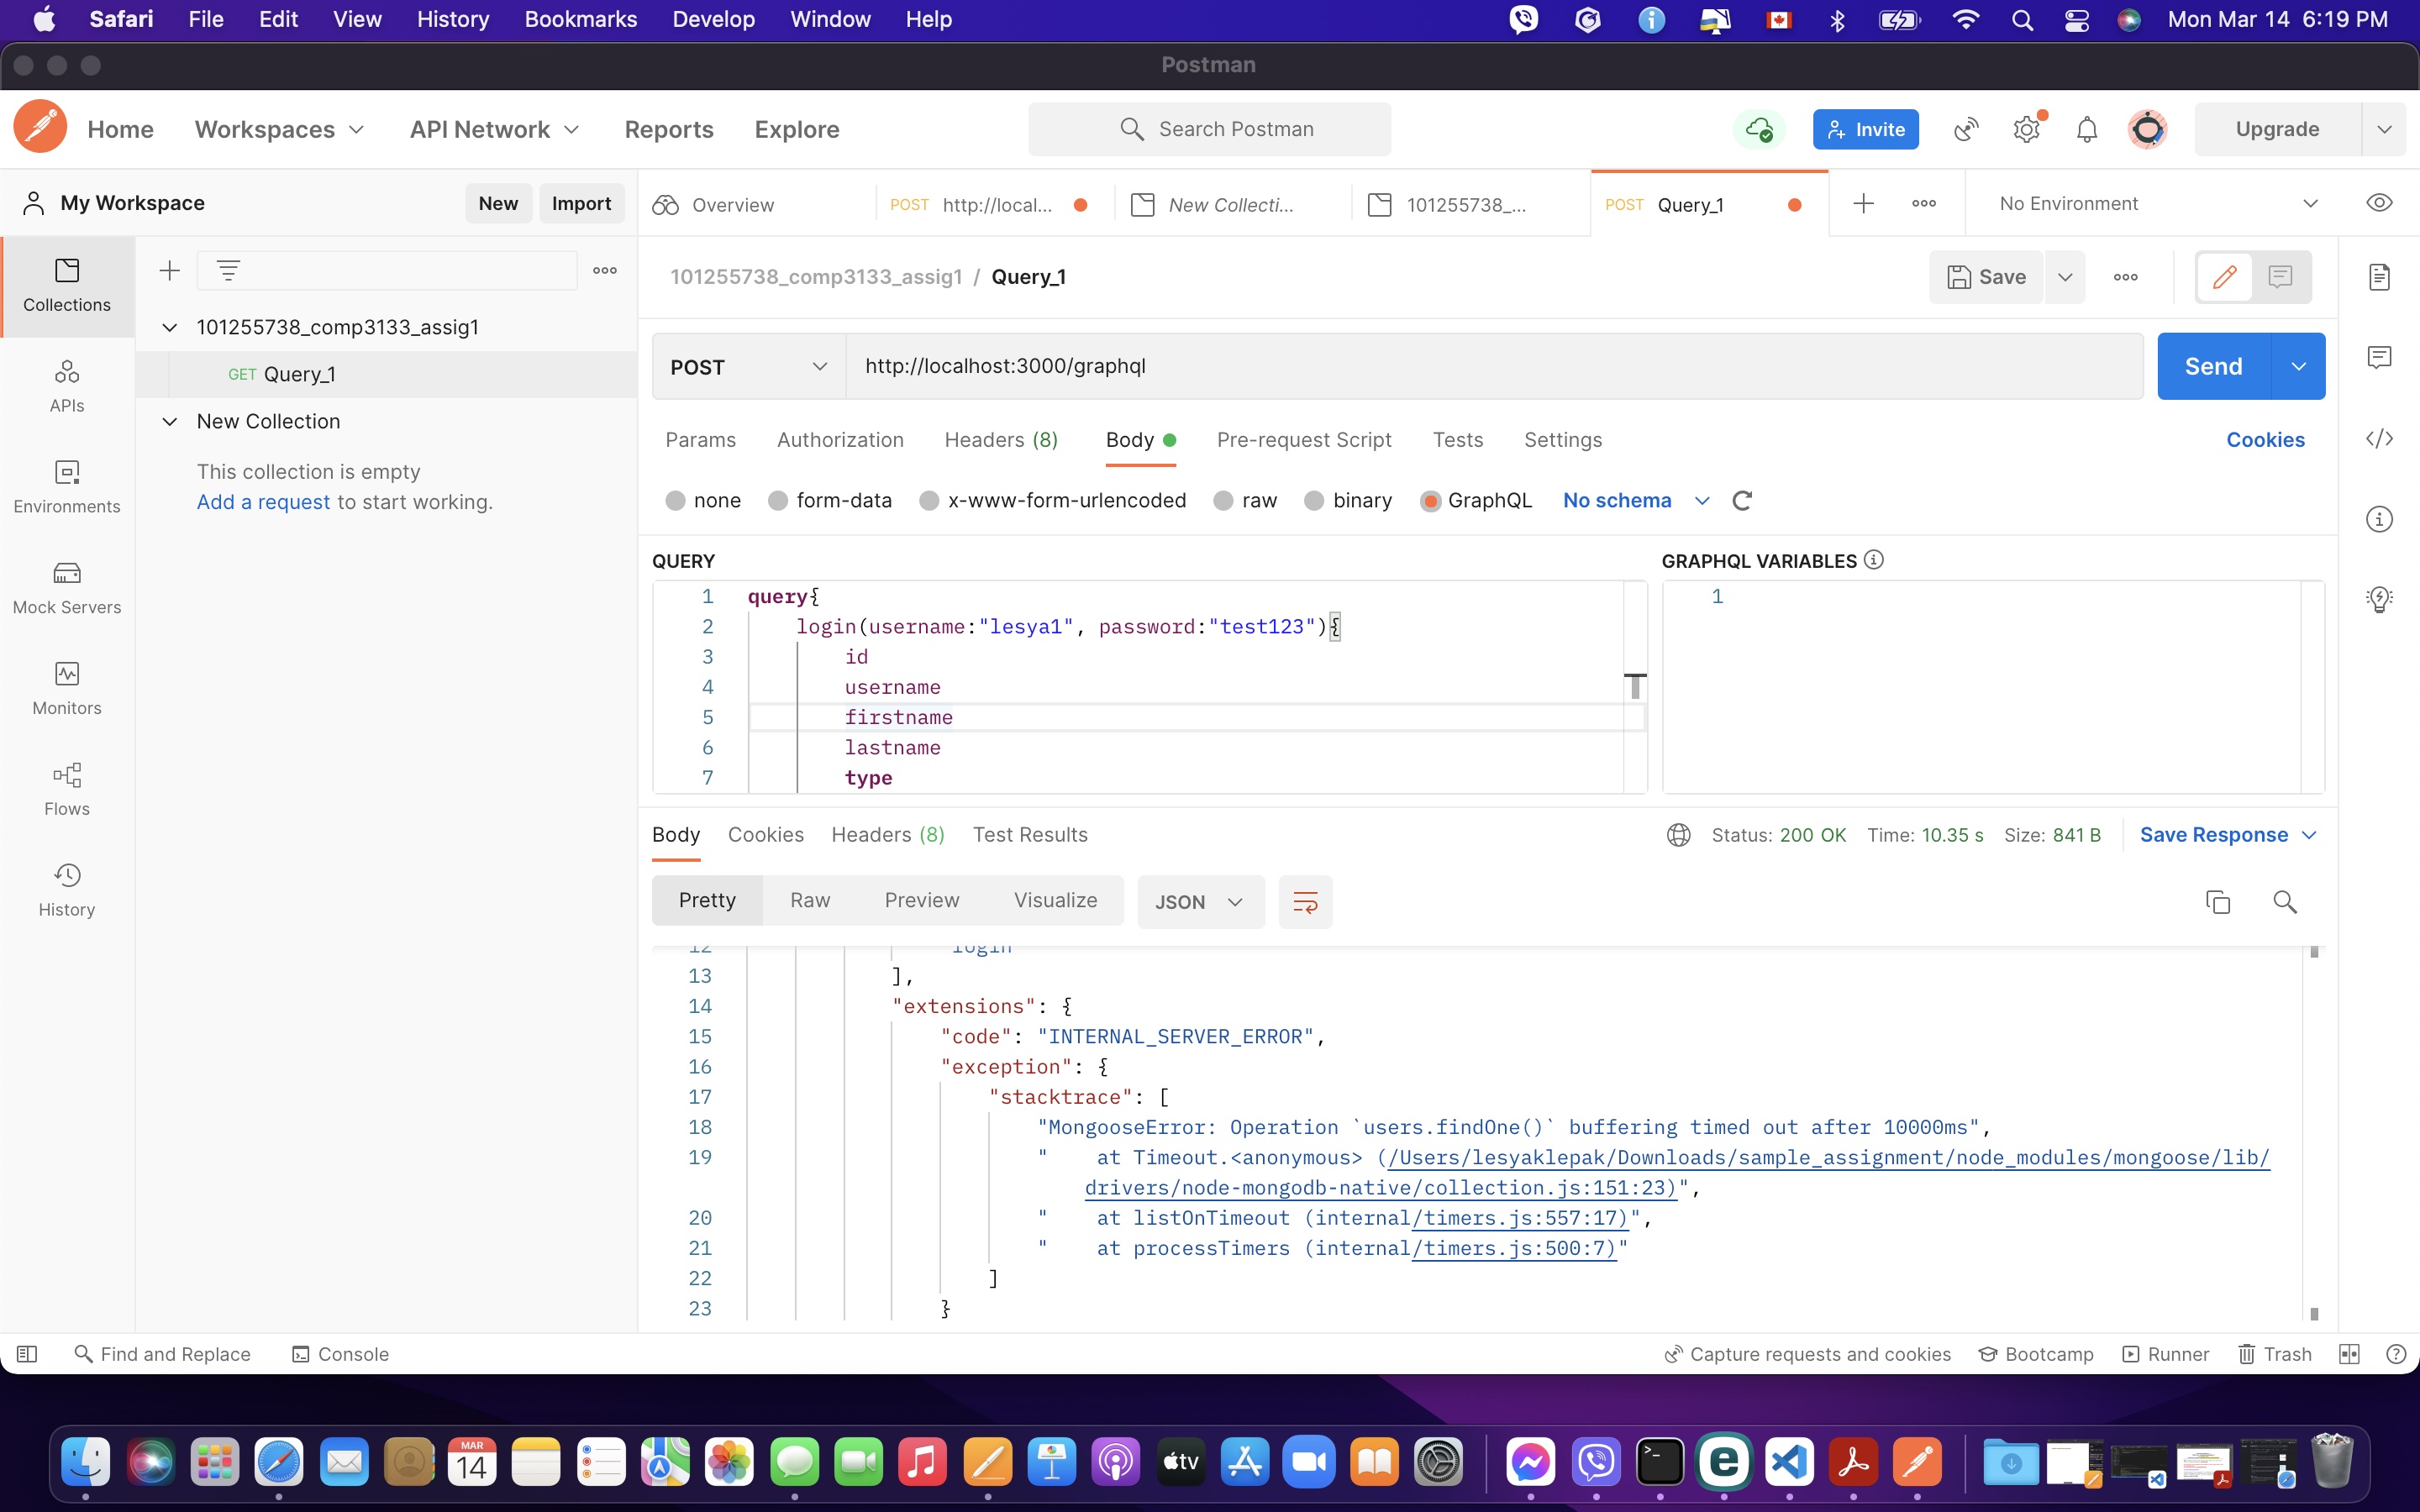 Safari File Edit View History Bookmarks Develop Window Help Mon Mar 14 6:19 PM
Postman
Home Workspaces API Network Reports Explore Search Postman Invite Upgrade
My Workspace New Import Overview POST http://local... New Collecti... 101255738_... POST Query_1 No Environment
Collections
APIs
Environments
Mock Servers
Monitors
Flows
History
101255738_comp3133_assig1
GET Query_1
New Collection
This collection is empty
Add a request to start working.
101255738_comp3133_assig1 / Query_1 Save
POST http://localhost:3000/graphql Send
Params Authorization Headers (8) Body Pre-request Script Tests Settings Cookies
none form-data x-www-form-urlencoded raw binary GraphQL No schema
QUERY GRAPHQL VARIABLES
1 query{
2 login(username:"lesya1", password:"test123"){
3 id
4 username
5 firstname
6 lastname
7 type
1
Body Cookies Headers (8) Test Results Status: 200 OK Time: 10.35 s Size: 841 B Save Response
Pretty Raw Preview Visualize JSON
12 login
13 ],
14 "extensions": {
15 "code": "INTERNAL_SERVER_ERROR",
16 "exception": {
17 "stacktrace": [
18 "MongooseError: Operation `users.findOne()` buffering timed out after 10000ms",
19 " at Timeout.<anonymous> (/Users/lesyaklepak/Downloads/sample_assignment/node_modules/mongoose/lib/
drivers/node-mongodb-native/collection.js:151:23)",
20 " at listOnTimeout (internal/timers.js:557:17)",
21 " at processTimers (internal/timers.js:500:7)"
22 ]
23 }
Find and Replace Console Capture requests and cookies Bootcamp Runner Trash
MAR
14
tv